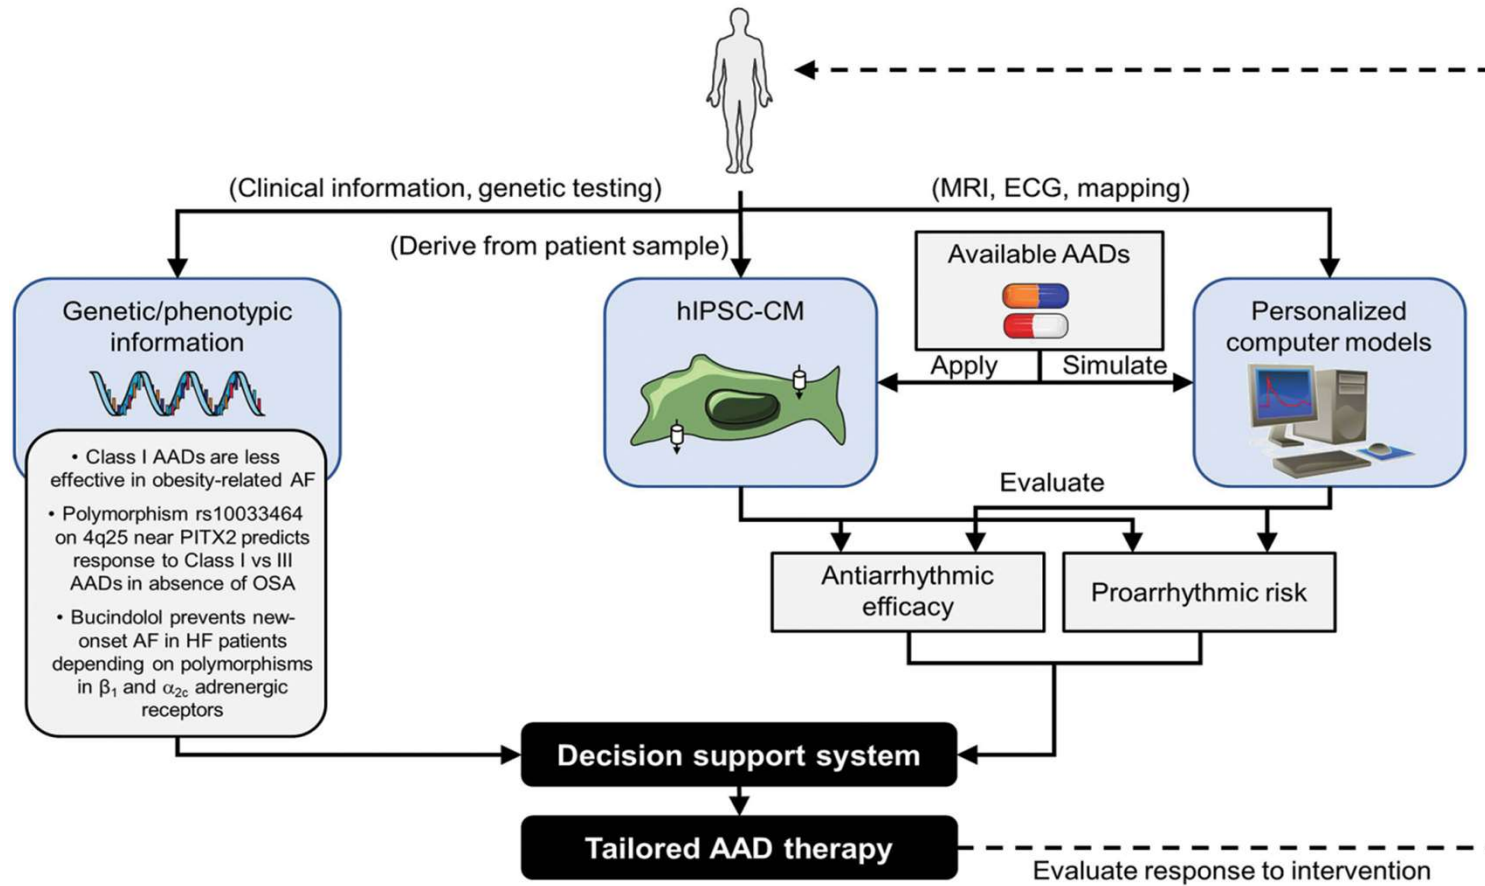 (Clinical information, genetic testing)
(MRI, ECG, mapping)
(Derive from patient sample)
Genetic/phenotypic
information
• Class I AADs are less
effective in obesity-related AF
• Polymorphism rs10033464
on 4q25 near PITX2 predicts
response to Class I vs III
AADs in absence of OSA
• Bucindolol prevents new-
onset AF in HF patients
depending on polymorphisms
in β₁ and α₂c adrenergic
receptors
hIPSC-CM
Available AADs
Apply
Simulate
Personalized
computer models
Evaluate
Antiarrhythmic
efficacy
Proarrhythmic risk
Decision support system
Tailored AAD therapy
Evaluate response to intervention